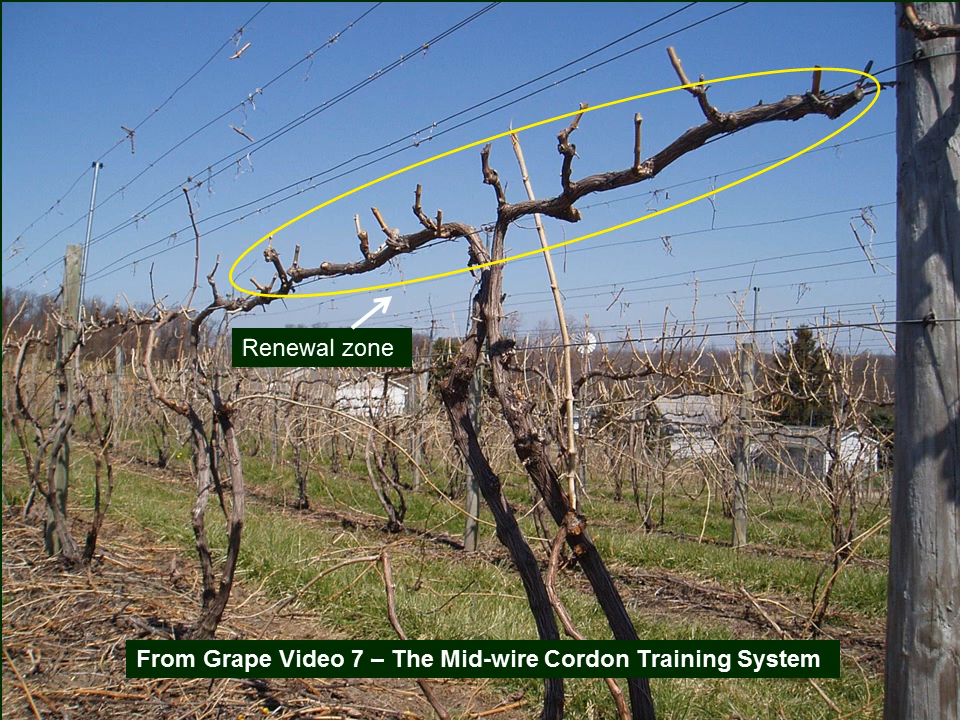 Renewal zone
From Grape Video 7 – The Mid-wire Cordon Training System